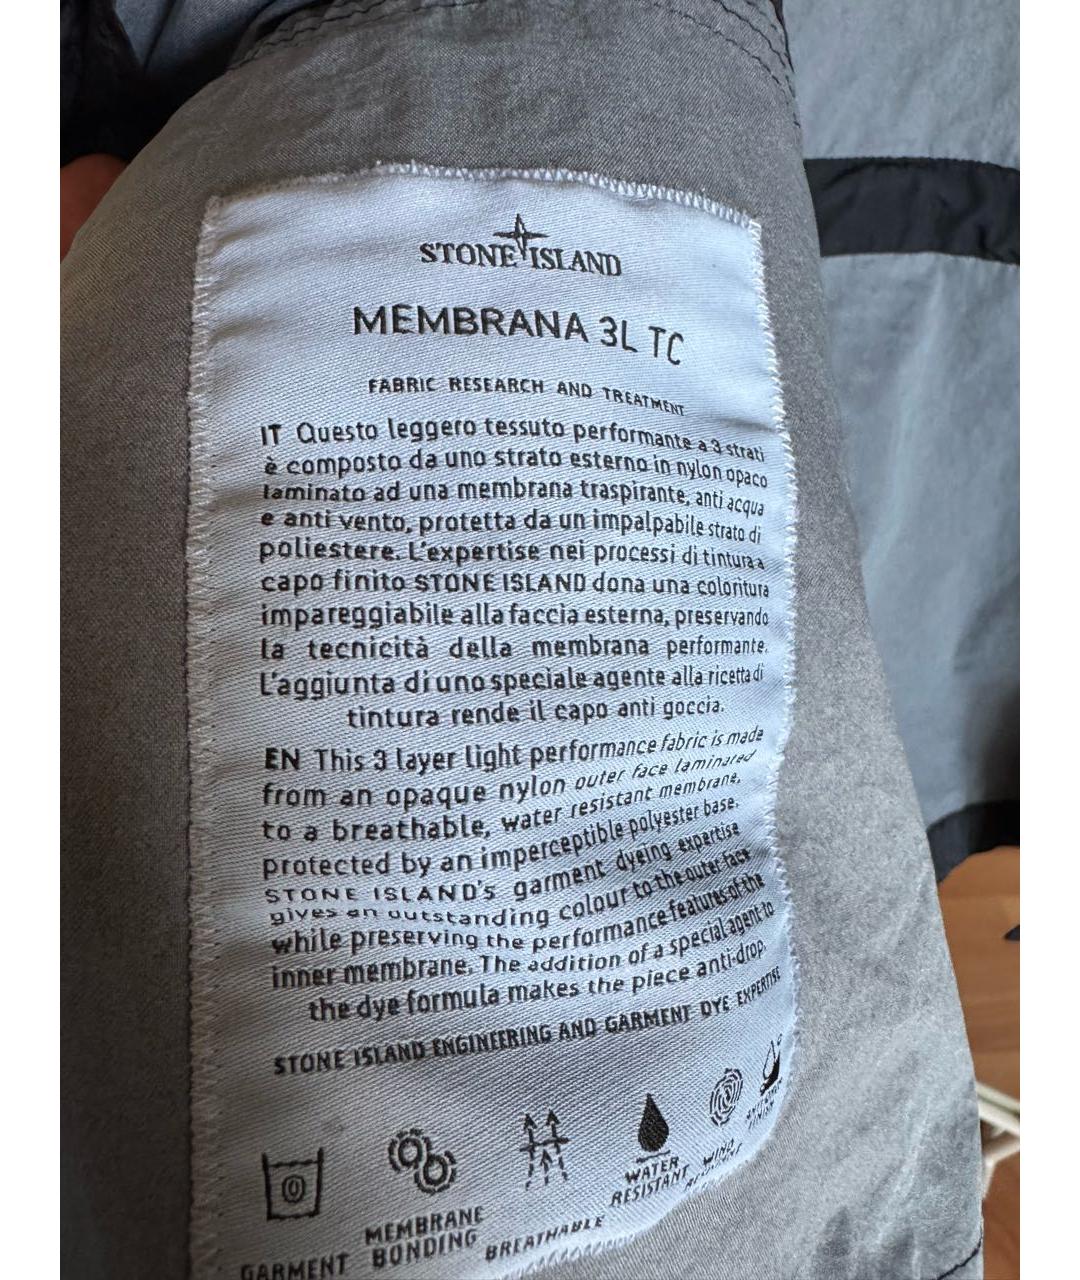 STONE ISLAND
MEMBRANA 3L TC
FABRIC RESEARCH AND TREATMENT
IT Questo leggero tessuto performante a 3 strati
è composto da uno strato esterno in nylon opaco
laminato ad una membrana traspirante, anti acqua
e anti vento, protetta da un impalpabile strato di
poliestere. L'expertise nei processi di tintura a
capo finito STONE ISLAND dona una coloritura
impareggiabile alla faccia esterna, preservando
la tecnicità della membrana performante.
L'aggiunta di uno speciale agente alla ricetta di
tintura rende il capo anti goccia.
EN This 3 layer light performance fabric is made
from an opaque nylon outer face laminated
to a breathable, water resistant membrane,
protected by an imperceptible polyester base.
STONE ISLAND's garment dyeing expertise
gives an outstanding colour to the outer face
while preserving the performance features of the
inner membrane. The addition of a special agent to
the dye formula makes the piece anti-drop.
STONE ISLAND ENGINEERING AND GARMENT DYE EXPERTISE
GARMENT
MEMBRANE
BONDING
BREATHABLE
WATER
RESISTANT
WIND